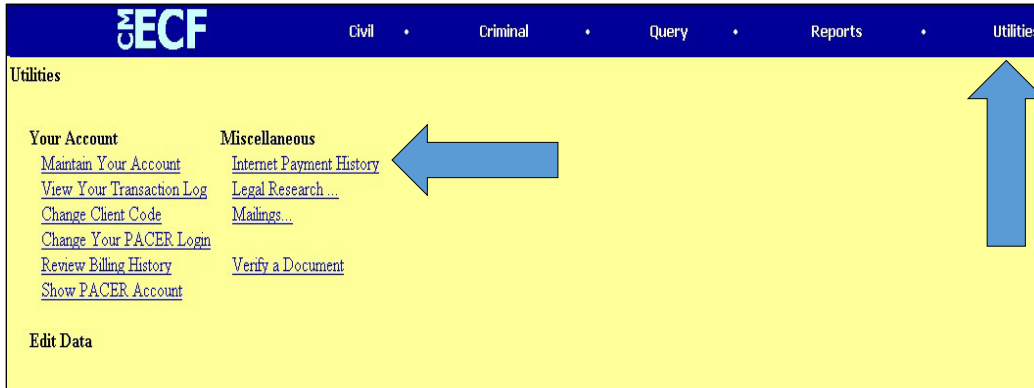 CM ECF Civil • Criminal • Query • Reports • Utilitie
Utilities
Your Account Miscellaneous
Maintain Your Account Internet Payment History
View Your Transaction Log Legal Research ...
Change Client Code Mailings...
Change Your PACER Login
Review Billing History Verify a Document
Show PACER Account
Edit Data